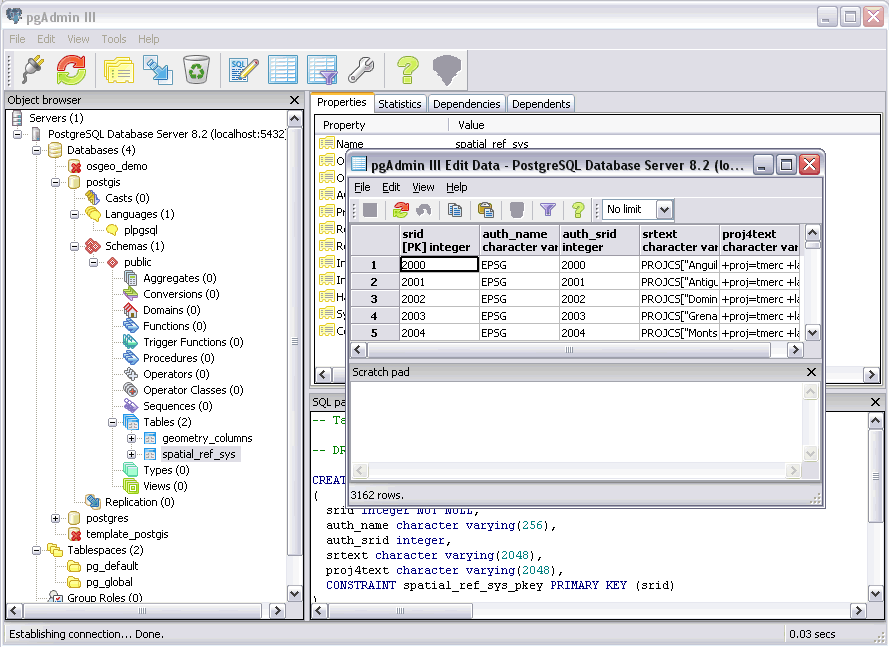 pgAdmin III
File Edit View Tools Help
SQL
Object browser
Servers (1)
PostgreSQL Database Server 8.2 (localhost:5432
Databases (4)
osgeo_demo
postgis
Casts (0)
Languages (1)
plpgsql
Schemas (1)
public
Aggregates (0)
Conversions (0)
Domains (0)
Functions (0)
Trigger Functions (0)
Procedures (0)
Operators (0)
Operator Classes (0)
Sequences (0)
Tables (2)
geometry_columns
spatial_ref_sys
Types (0)
Views (0)
Replication (0)
postgres
template_postgis
Tablespaces (2)
pg_default
pg_global
Group Roles (0)
Properties Statistics Dependencies Dependents
Property Value
Name spatial_ref_sys
pgAdmin III Edit Data - PostgreSQL Database Server 8.2 (lo...
File Edit View Help
No limit
srid auth_name auth_srid srtext proj4text
[PK] integer character var integer character var character var
1 2000 EPSG 2000 PROJCS["Anguil +proj=tmerc +la
2 2001 EPSG 2001 PROJCS["Antigu +proj=tmerc +la
3 2002 EPSG 2002 PROJCS["Domin +proj=tmerc +la
4 2003 EPSG 2003 PROJCS["Grena +proj=tmerc +la
5 2004 EPSG 2004 PROJCS["Monts +proj=tmerc +la
Scratch pad
3162 rows.
SQL pa
-- Ta
-- DR
CREAT
(
srid integer NOT NULL,
auth_name character varying(256),
auth_srid integer,
srtext character varying(2048),
proj4text character varying(2048),
CONSTRAINT spatial_ref_sys_pkey PRIMARY KEY (srid)
Establishing connection... Done.
0.03 secs